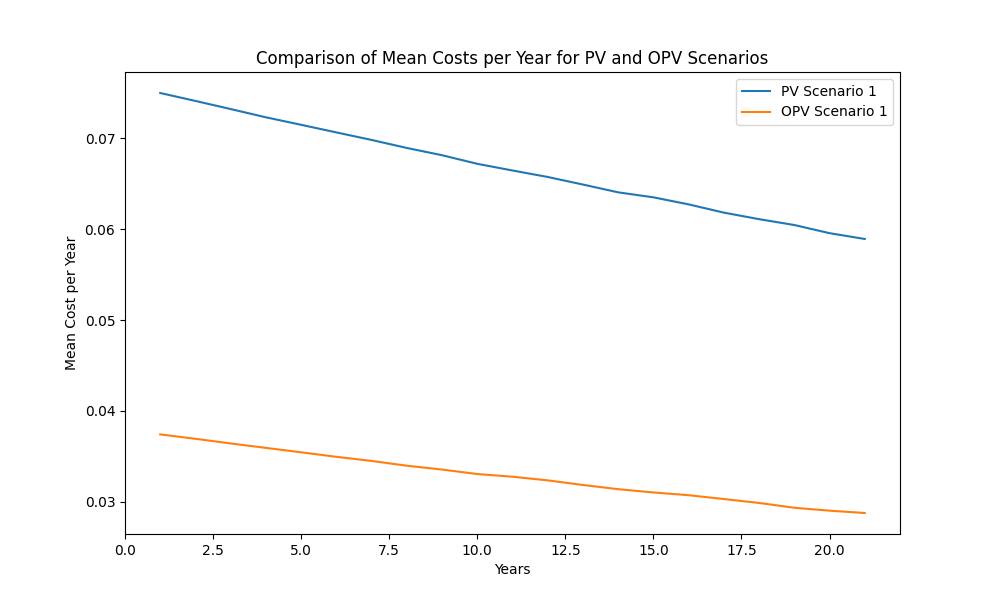 Comparison of Mean Costs per Year for PV and OPV Scenarios
PV Scenario 1
OPV Scenario 1
Mean Cost per Year
0.07
0.06
0.05
0.04
0.03
0.0
2.5
5.0
7.5
10.0
12.5
15.0
17.5
20.0
Years